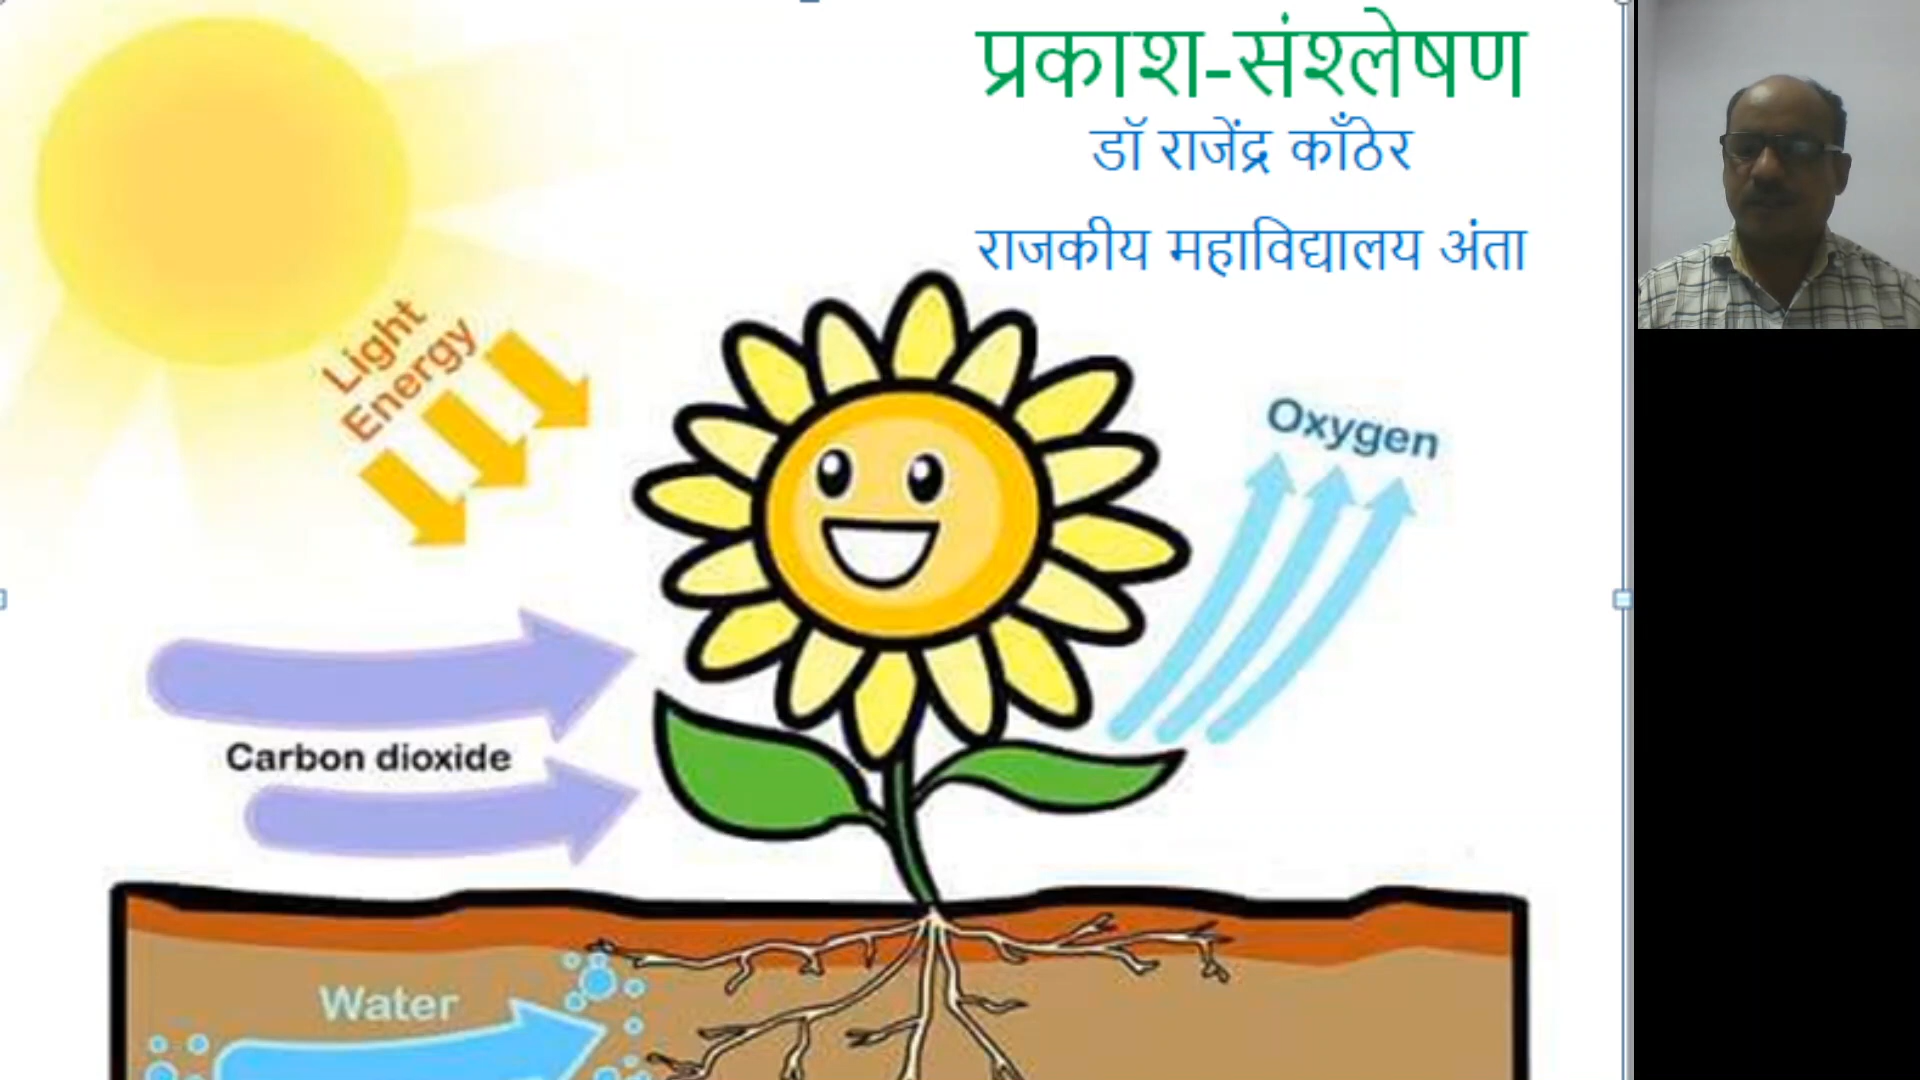 प्रकाश-संश्लेषण
डॉ राजेंद्र काँठेर
राजकीय महाविद्यालय अंता
Light
Energy
Oxygen
Carbon dioxide
Water